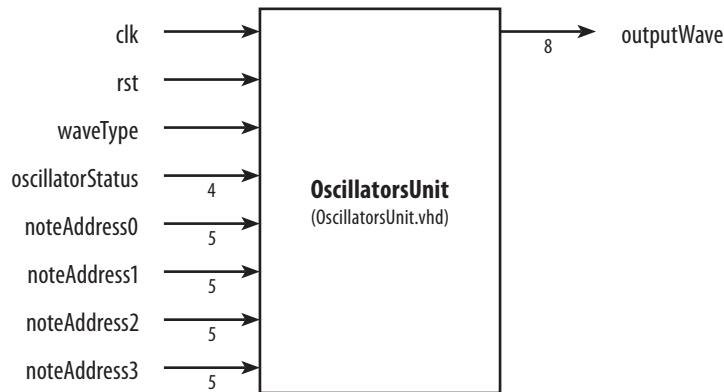 clk
rst
waveType
oscillatorStatus
4
noteAddress0
5
noteAddress1
5
noteAddress2
5
noteAddress3
5
OscillatorsUnit
(OscillatorsUnit.vhd)
8
outputWave